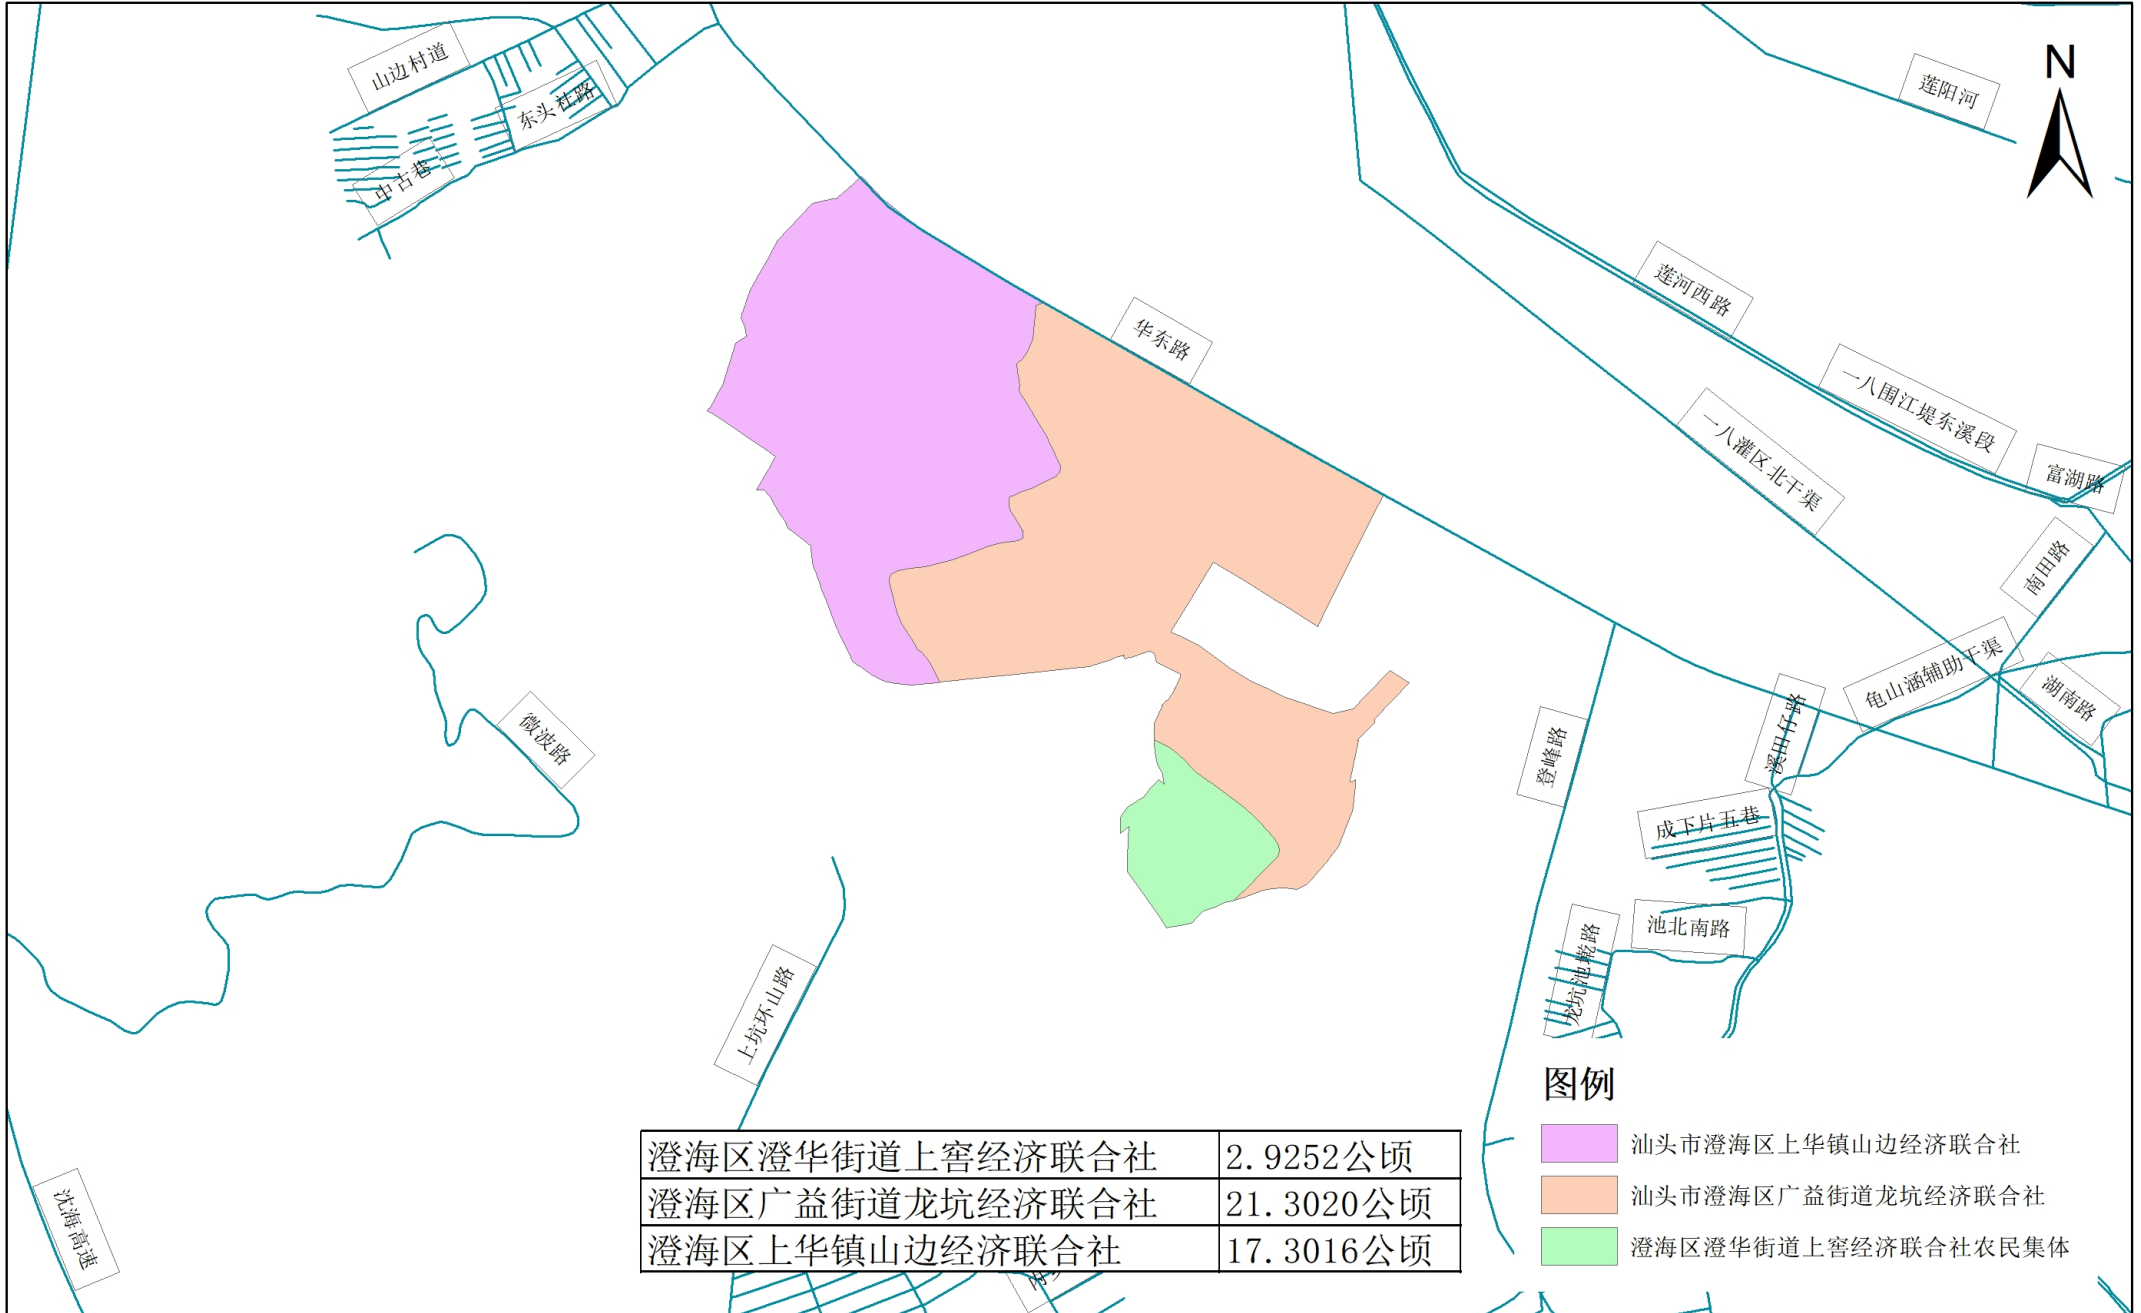 N
山边村道
东头社路
中古巷
莲阳河
莲河西路
华东路
一八围江堤东溪段
一八灌区北干渠
富湖路
南田路
龟山涵辅助干渠
湖南路
溪田仔路
微波路
登峰路
成下片五巷
池北南路
龙坑池乾路
上坑环山路
沈海高速
图例
汕头市澄海区上华镇山边经济联合社
汕头市澄海区广益街道龙坑经济联合社
澄海区澄华街道上窖经济联合社农民集体
澄海区澄华街道上窖经济联合社 2.9252公顷
澄海区广益街道龙坑经济联合社 21.3020公顷
澄海区上华镇山边经济联合社 17.3016公顷